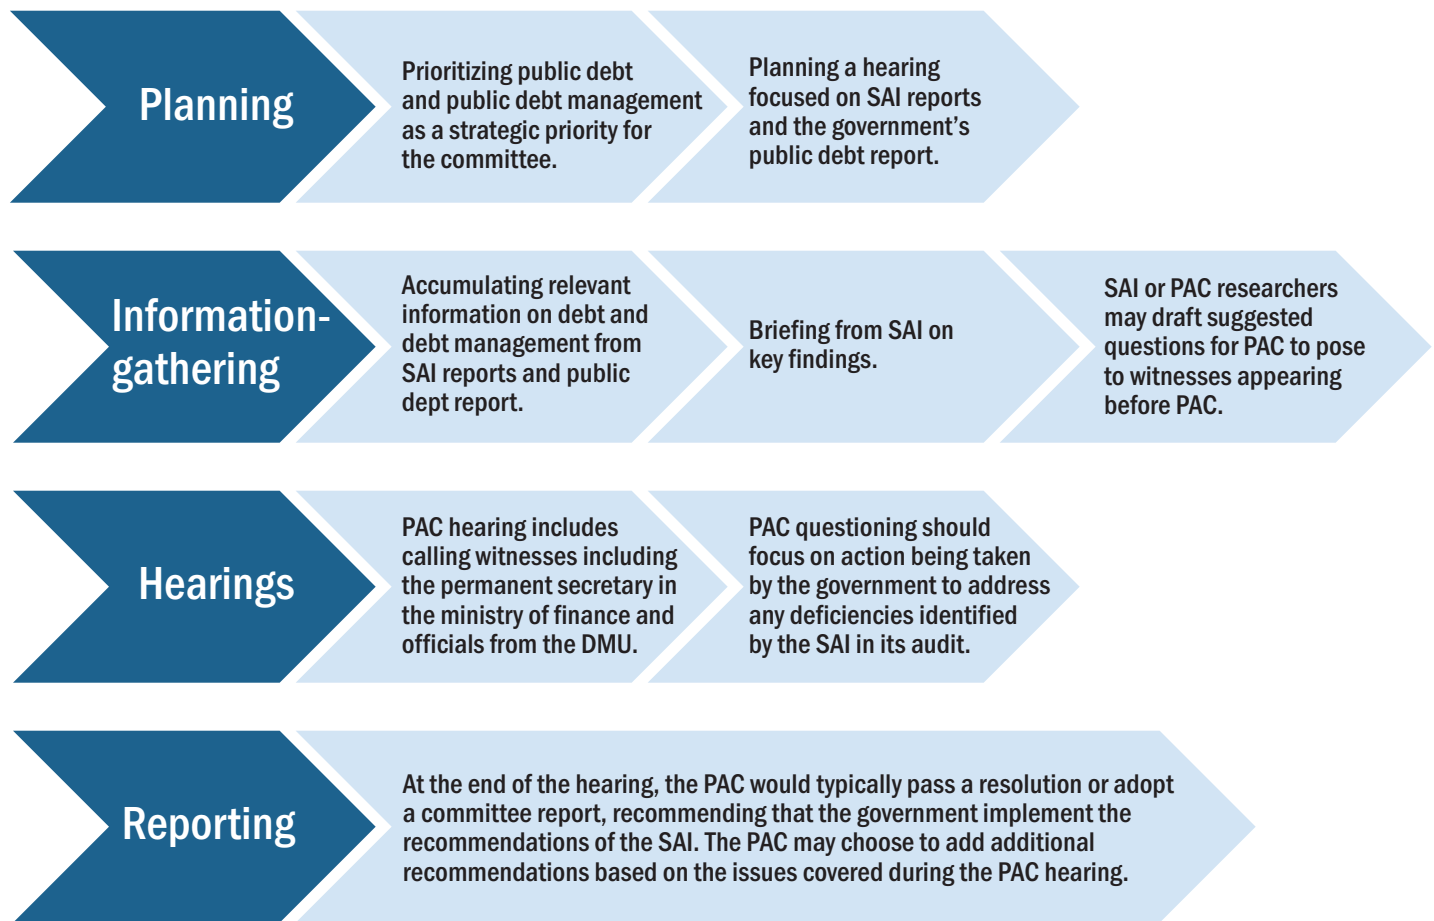 Planning
Prioritizing public debt
and public debt management
as a strategic priority for
the committee.
Planning a hearing
focused on SAI reports
and the government’s
public debt report.
Information-
gathering
Accumulating relevant
information on debt and
debt management from
SAI reports and public
dept report.
Briefing from SAI on
key findings.
SAI or PAC researchers
may draft suggested
questions for PAC to pose
to witnesses appearing
before PAC.
Hearings
PAC hearing includes
calling witnesses including
the permanent secretary in
the ministry of finance and
officials from the DMU.
PAC questioning should
focus on action being taken
by the government to address
any deficiencies identified
by the SAI in its audit.
Reporting
At the end of the hearing, the PAC would typically pass a resolution or adopt
a committee report, recommending that the government implement the
recommendations of the SAI. The PAC may choose to add additional
recommendations based on the issues covered during the PAC hearing.